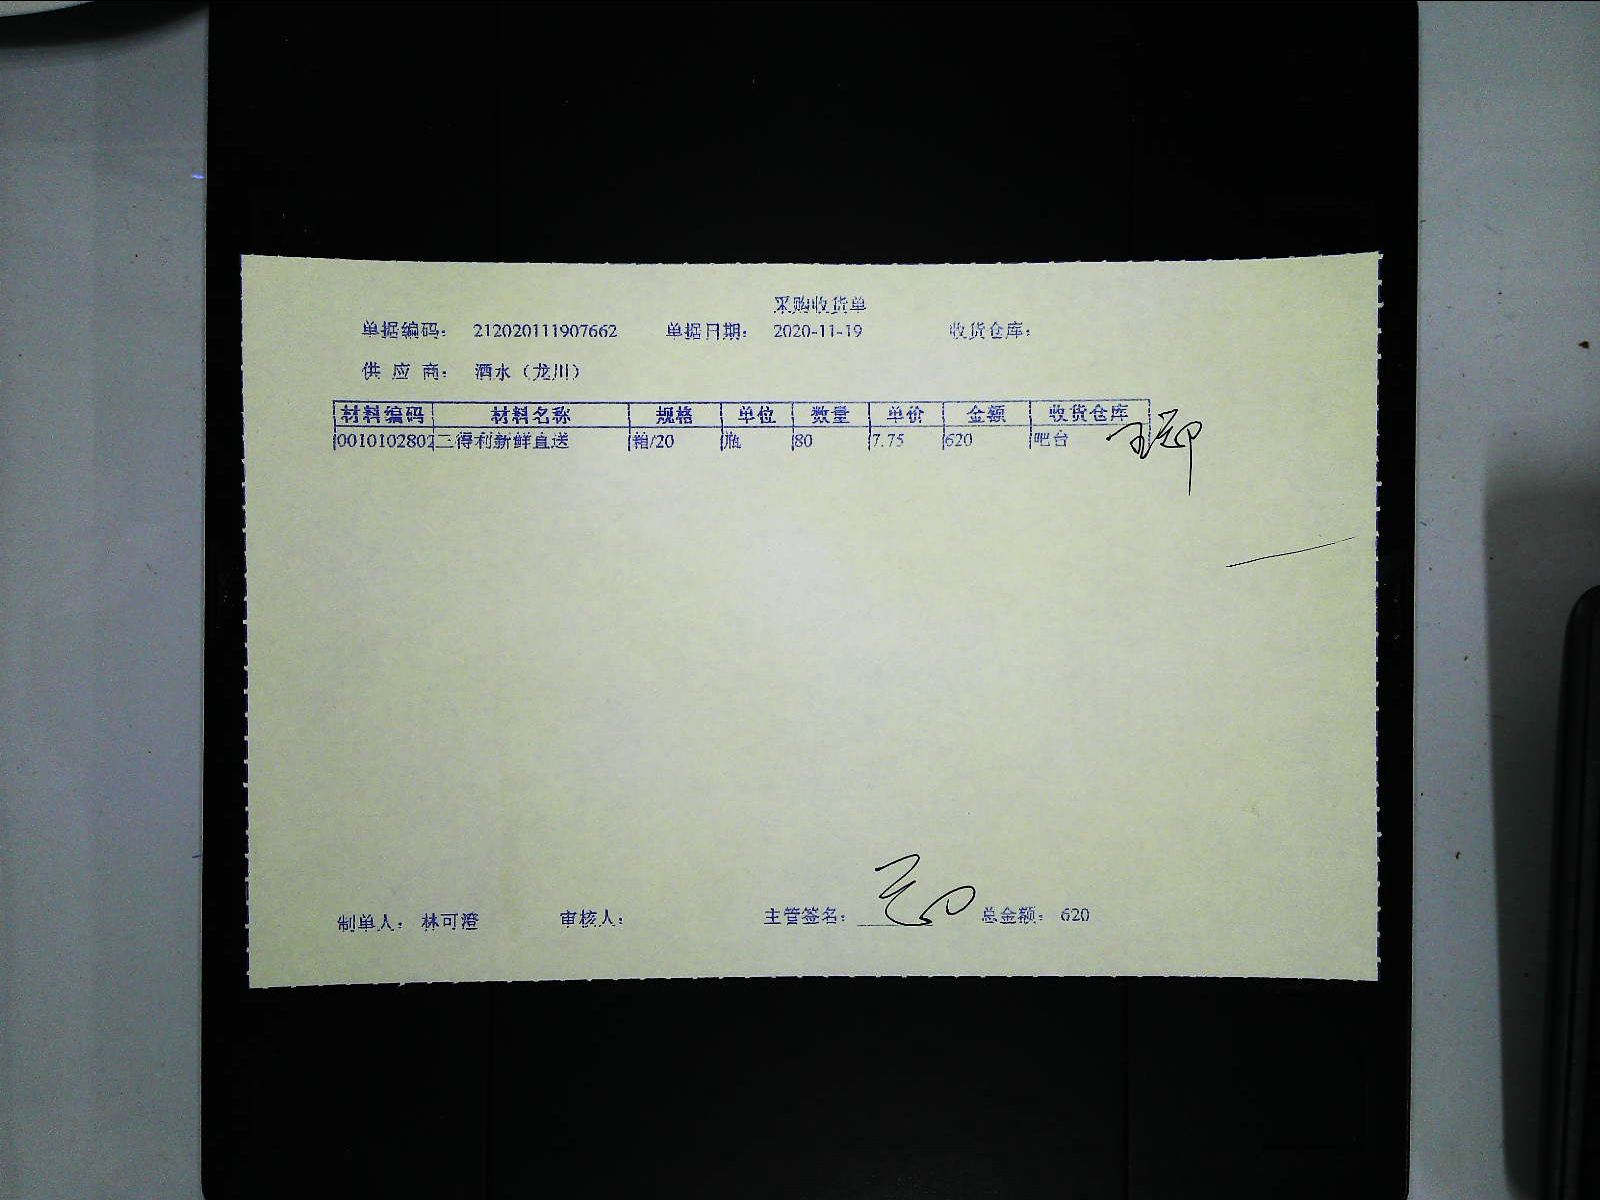 采购收货单
单据编码： 212020111907662 单据日期： 2020-11-19 收货仓库：
供 应 商： 酒水（龙川）
材料编码 材料名称 规格 单位 数量 单价 金额 收货仓库
0010102802 三得利新鲜直送 箱/20 瓶 80 7.75 620 吧台
制单人： 林可澄 审核人： 主管签名： 总金额： 620